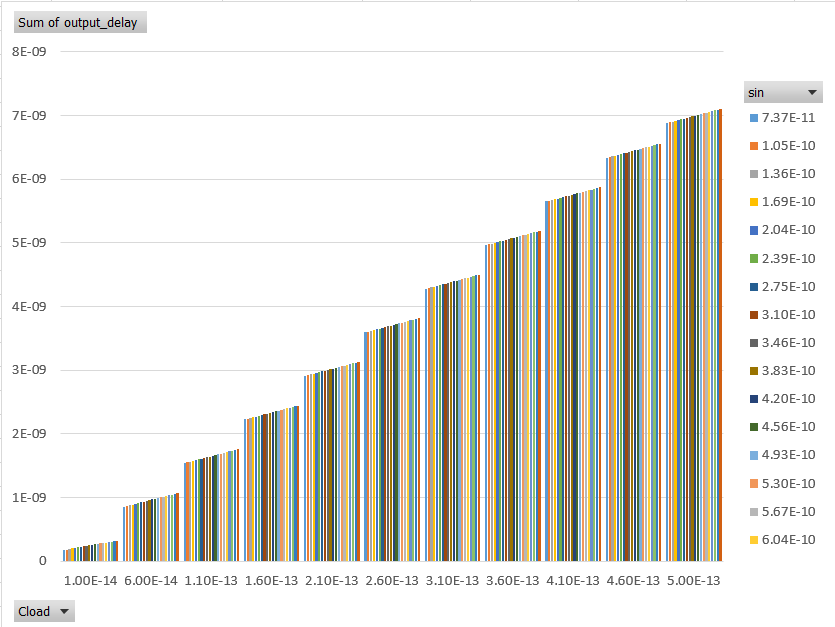 Sum of output_delay
8E-09
7E-09
6E-09
5E-09
4E-09
3E-09
2E-09
1E-09
0
1.00E-14 6.00E-14 1.10E-13 1.60E-13 2.10E-13 2.60E-13 3.10E-13 3.60E-13 4.10E-13 4.60E-13 5.00E-13
Cload
sin
7.37E-11
1.05E-10
1.36E-10
1.69E-10
2.04E-10
2.39E-10
2.75E-10
3.10E-10
3.46E-10
3.83E-10
4.20E-10
4.56E-10
4.93E-10
5.30E-10
5.67E-10
6.04E-10